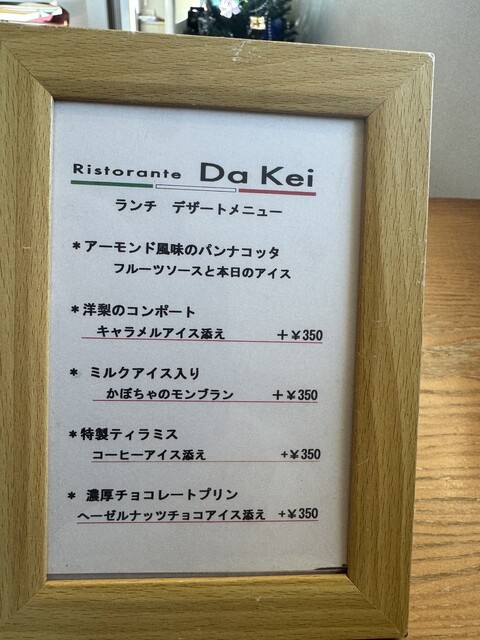 Ristorante Da Kei
ランチ デザートメニュー
*アーモンド風味のパンナコッタ
フルーツソースと本日のアイス
*洋梨のコンポート
キャラメルアイス添え +¥350
* ミルクアイス入り
かぼちゃのモンブラン +¥350
*特製ティラミス
コーヒーアイス添え +¥350
* 濃厚チョコレートプリン
ヘーゼルナッツチョコアイス添え +¥350